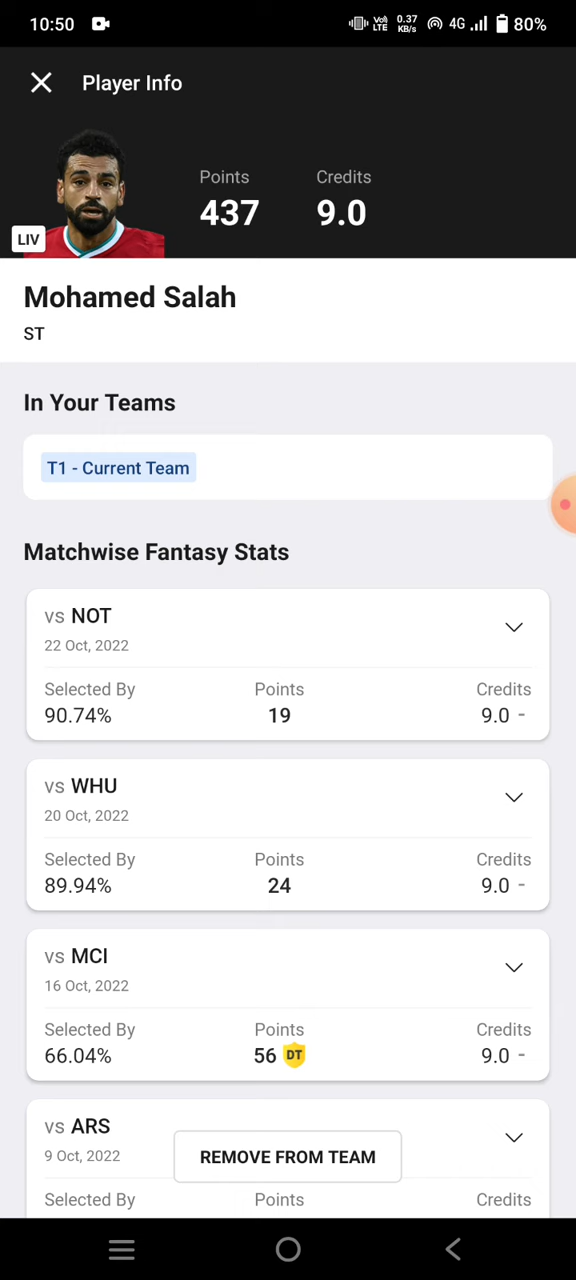 10:50 Vo) LTE 0.37 KB/s 4G 80%
Player Info
Points Credits
437 9.0
LIV
Mohamed Salah
ST
In Your Teams
T1 - Current Team
Matchwise Fantasy Stats
vs NOT
22 Oct, 2022
Selected By Points Credits
90.74% 19 9.0 -
vs WHU
20 Oct, 2022
Selected By Points Credits
89.94% 24 9.0 -
vs MCI
16 Oct, 2022
Selected By Points Credits
66.04% 56 DT 9.0 -
vs ARS
9 Oct, 2022
REMOVE FROM TEAM
Selected By Points Credits